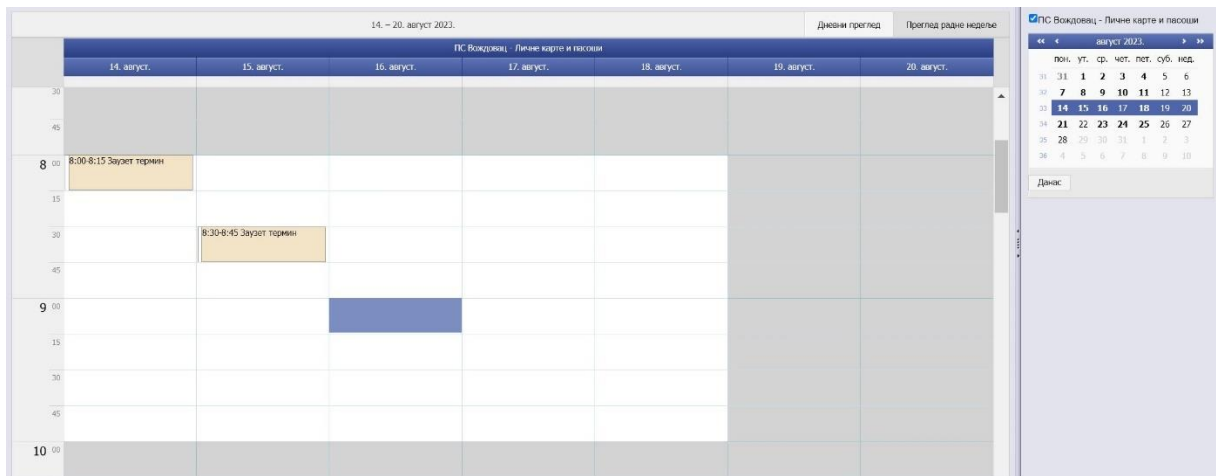 14. – 20. август 2023.
Дневни преглед
Преглед радне недеље
ПС Вождовац - Личне карте и пасоши
14. август.
15. август.
16. август.
17. август.
18. август.
19. август.
20. август.
30
45
8 00
8:00-8:15 Заузет термин
15
30
8:30-8:45 Заузет термин
45
9 00
15
30
45
10 00
ПС Вождовац - Личне карте и пасоши
август 2023.
пон. ут. ср. чет. пет. суб. нед.
31 31 1 2 3 4 5 6
32 7 8 9 10 11 12 13
33 14 15 16 17 18 19 20
34 21 22 23 24 25 26 27
35 28 29 30 31 1 2 3
36 4 5 6 7 8 9 10
Данас